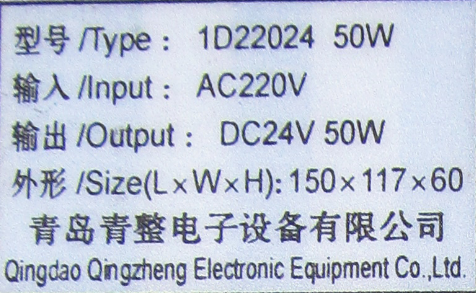 型号 /Type： 1D22024 50W
输入 /Input： AC220V
输出 /Output： DC24V 50W
外形 /Size(L×W×H)：150×117×60
青岛青整电子设备有限公司
Qingdao Qingzheng Electronic Equipment Co.,Ltd.